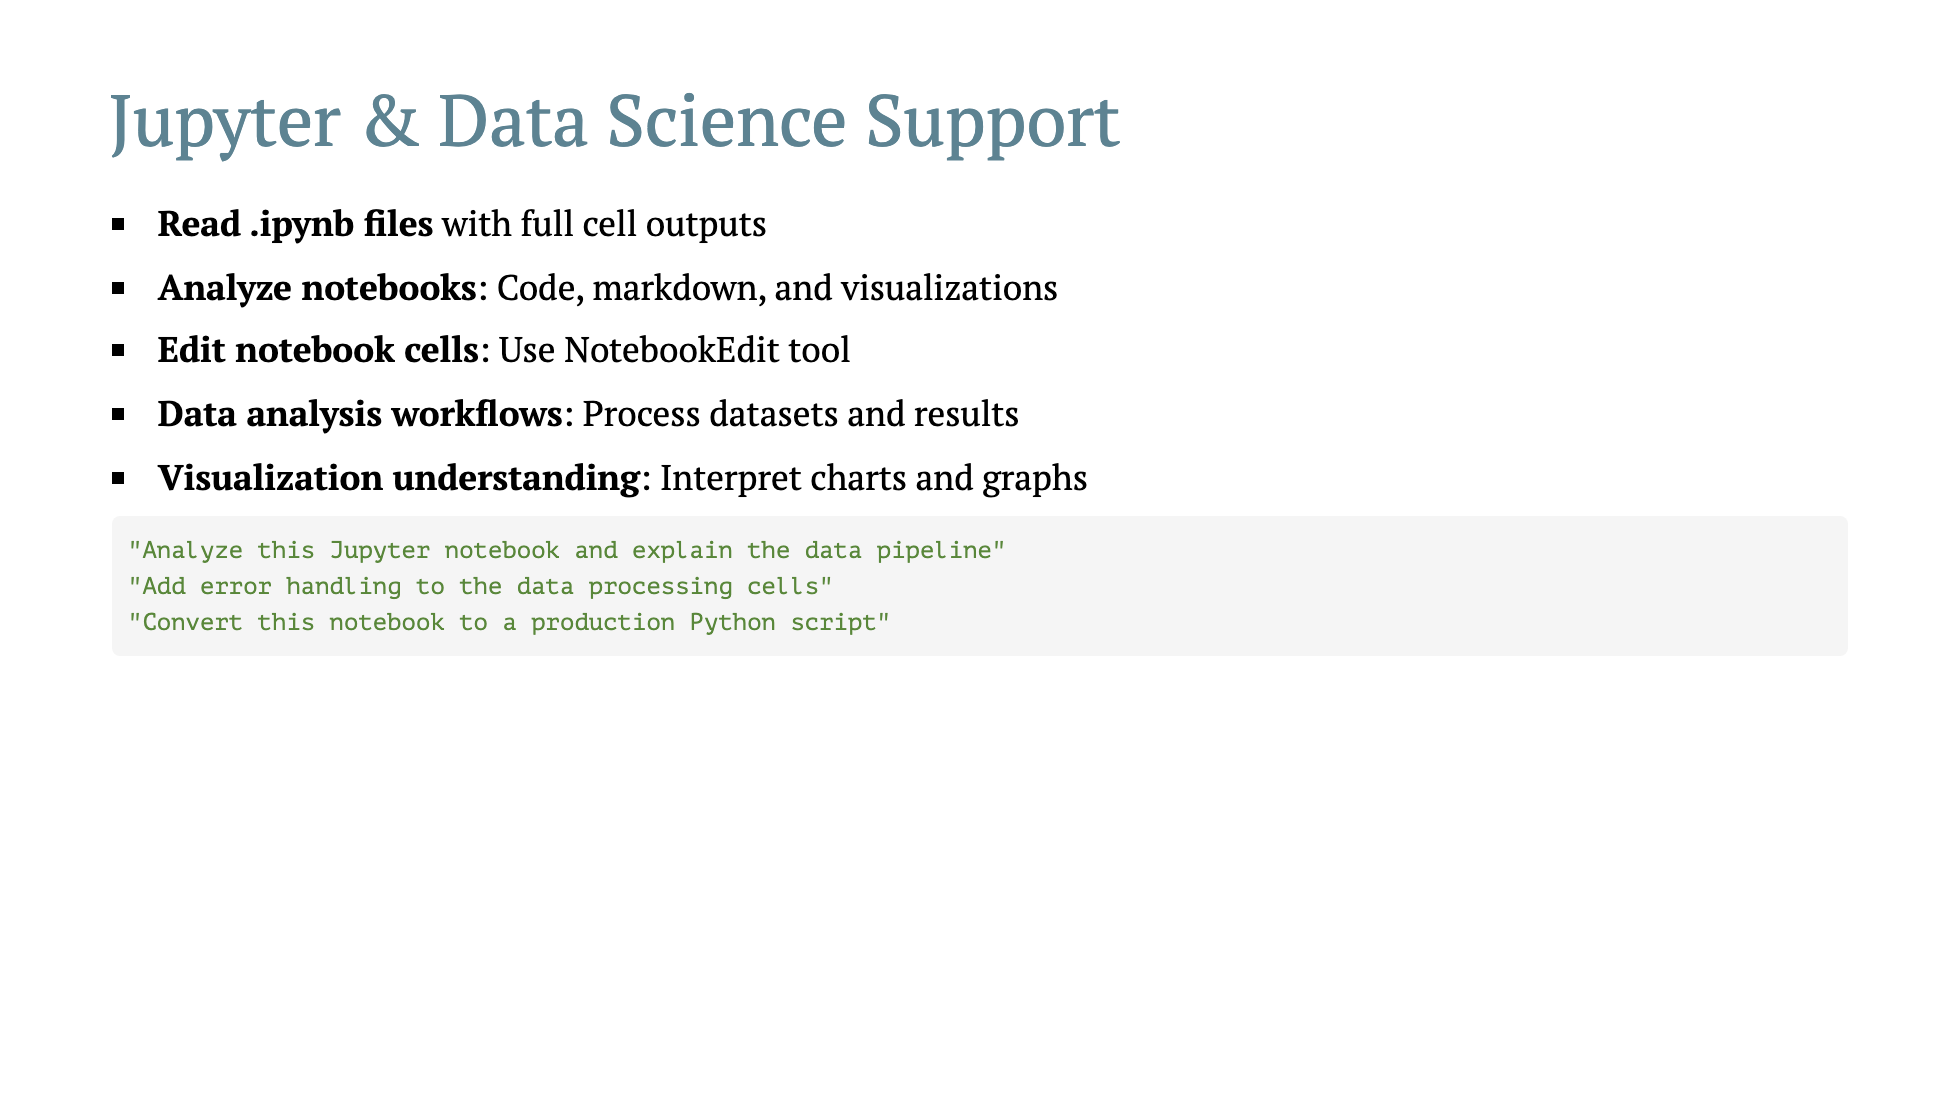 Jupyter & Data Science Support
▪ Read .ipynb files with full cell outputs
▪ Analyze notebooks: Code, markdown, and visualizations
▪ Edit notebook cells: Use NotebookEdit tool
▪ Data analysis workflows: Process datasets and results
▪ Visualization understanding: Interpret charts and graphs
"Analyze this Jupyter notebook and explain the data pipeline"
"Add error handling to the data processing cells"
"Convert this notebook to a production Python script"